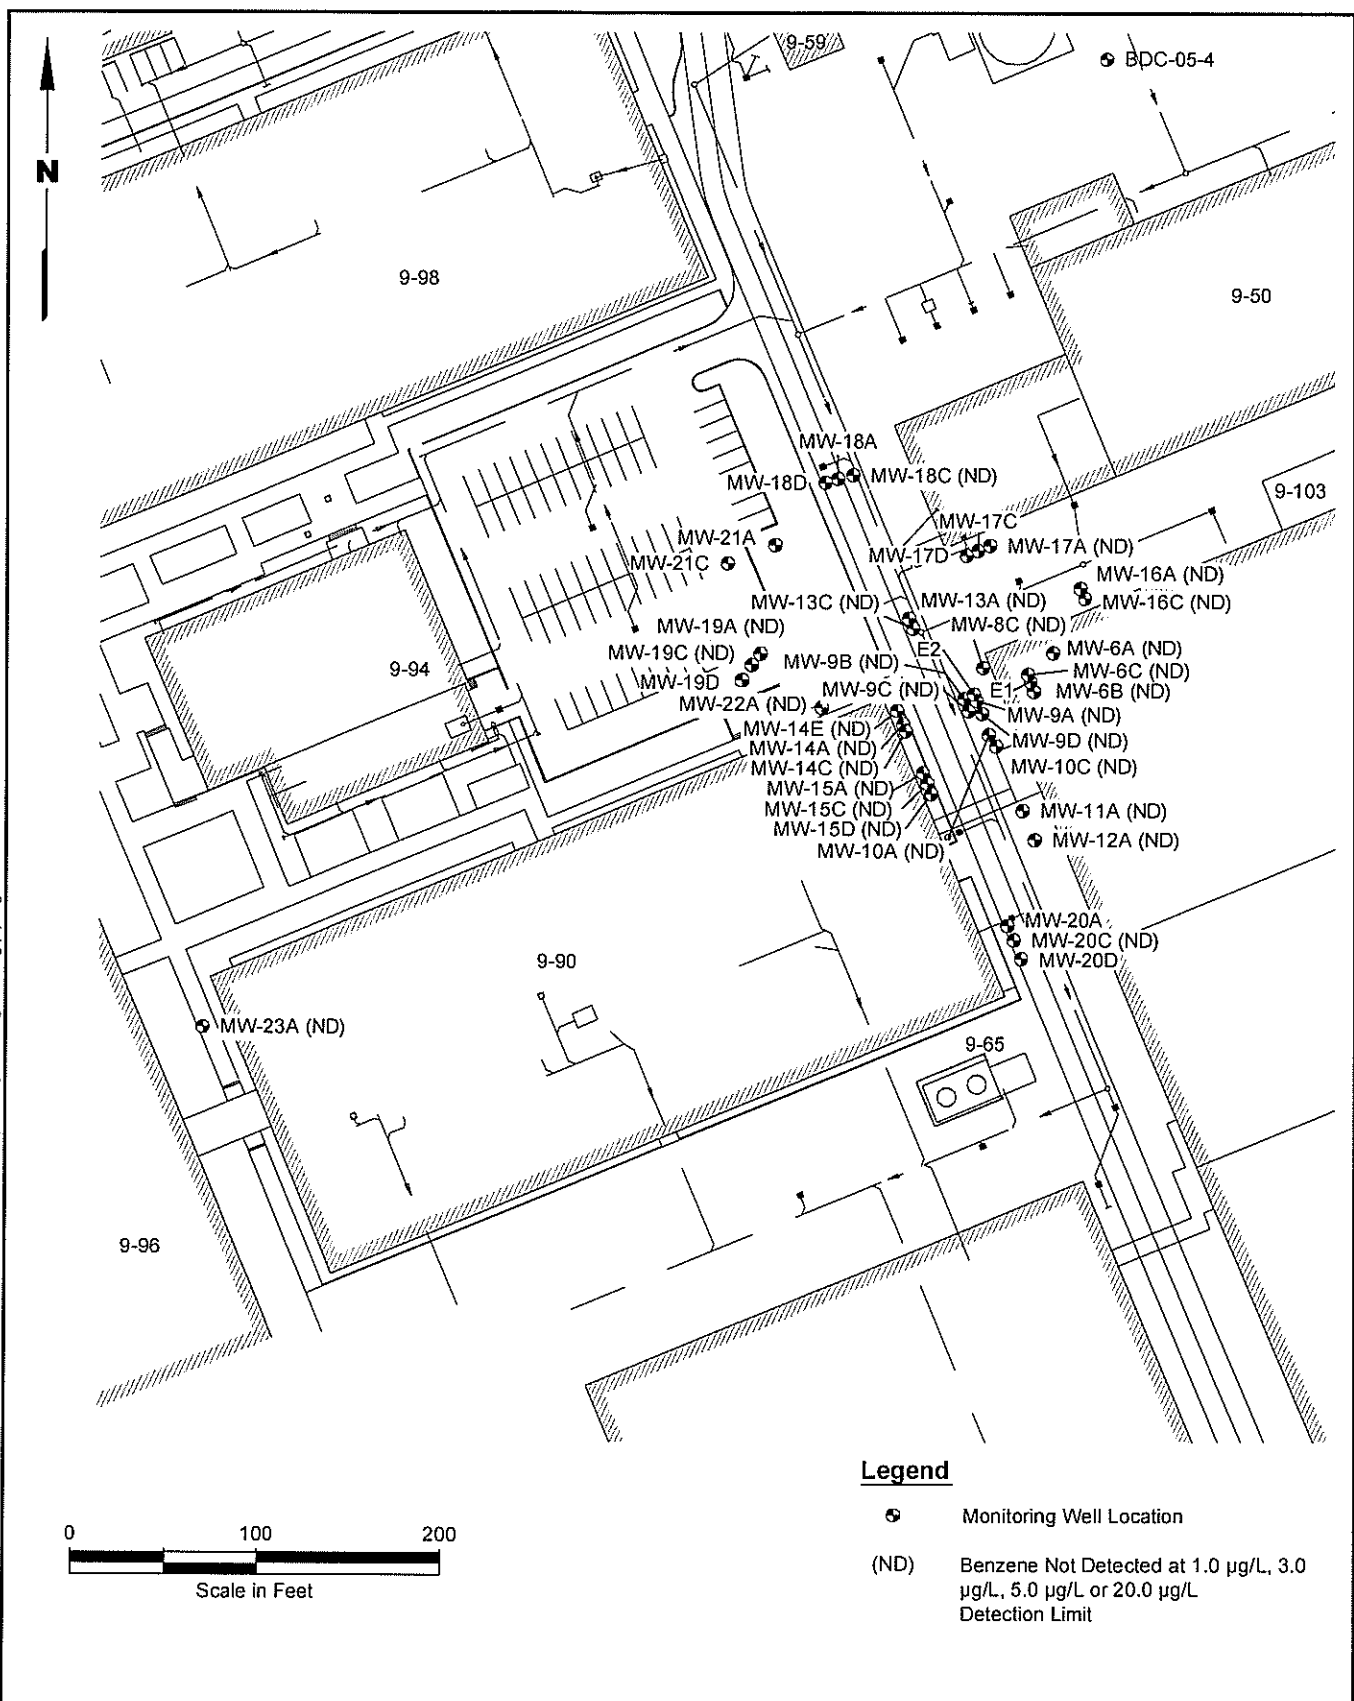 9-59
BDC-05-4
N
9-98
9-50
MW-18A
MW-18D
MW-18C (ND)
9-103
MW-17C
MW-21A
MW-17D
MW-17A (ND)
MW-21C
MW-16A (ND)
MW-13C (ND)
MW-13A (ND)
MW-16C (ND)
MW-19A (ND)
MW-8C (ND)
E2
MW-19C (ND)
MW-9B (ND)
MW-6A (ND)
9-94
MW-6C (ND)
MW-19D
MW-9C (ND)
E1
MW-6B (ND)
MW-22A (ND)
MW-9A (ND)
MW-14E (ND)
MW-9D (ND)
MW-14A (ND)
MW-14C (ND)
MW-10C (ND)
MW-15A (ND)
MW-15C (ND)
MW-11A (ND)
MW-15D (ND)
MW-12A (ND)
MW-10A (ND)
MW-20A
MW-20C (ND)
9-90
MW-20D
MW-23A (ND)
9-65
9-96
Legend
Monitoring Well Location
(ND)
Benzene Not Detected at 1.0 µg/L, 3.0
µg/L, 5.0 µg/L or 20.0 µg/L
Detection Limit
0 100 200
Scale in Feet